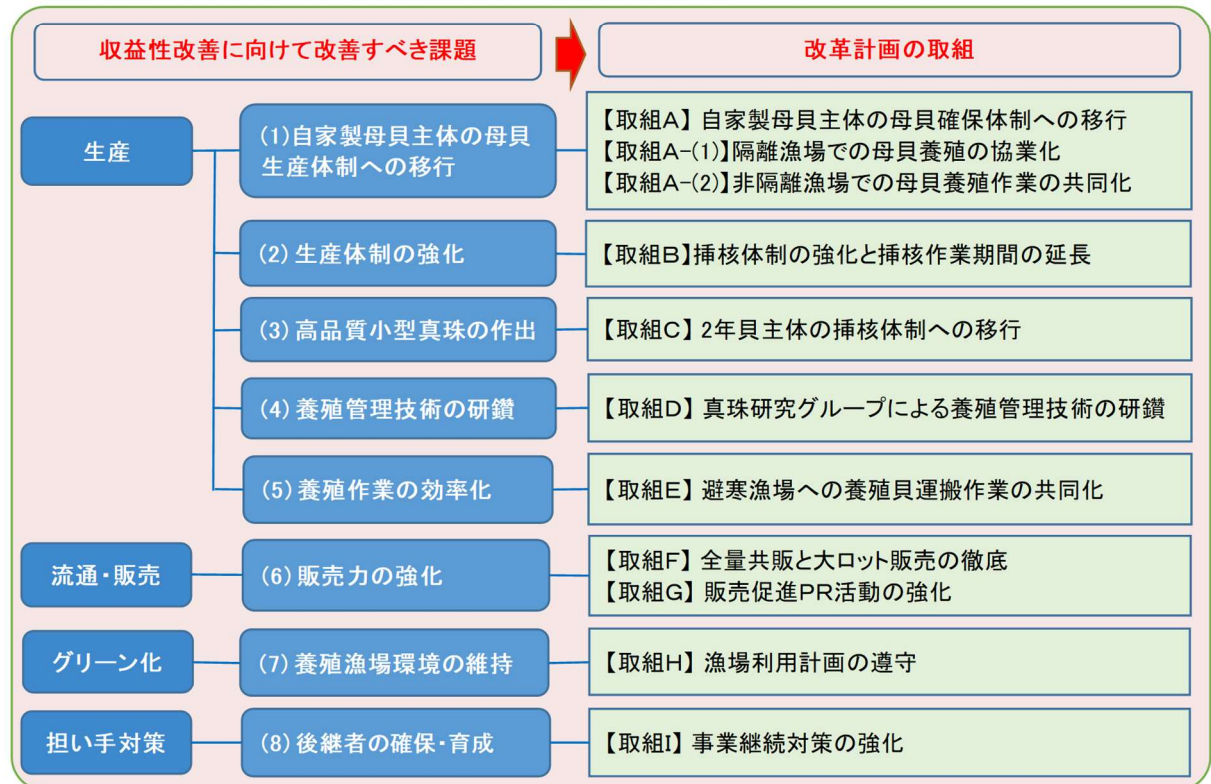 収益性改善に向けて改善すべき課題
改革計画の取組
生産
(1)自家製母貝主体の母貝
生産体制への移行
【取組A】 自家製母貝主体の母貝確保体制への移行
【取組A-(1)】隔離漁場での母貝養殖の協業化
【取組A-(2)】非隔離漁場での母貝養殖作業の共同化
(2)生産体制の強化
【取組B】挿核体制の強化と挿核作業期間の延長
(3)高品質小型真珠の作出
【取組C】 2年貝主体の挿核体制への移行
(4)養殖管理技術の研鑽
【取組D】 真珠研究グループによる養殖管理技術の研鑽
(5)養殖作業の効率化
【取組E】 避寒漁場への養殖貝運搬作業の共同化
流通・販売
(6)販売力の強化
【取組F】 全量共販と大ロット販売の徹底
【取組G】 販売促進PR活動の強化
グリーン化
(7)養殖漁場環境の維持
【取組H】 漁場利用計画の遵守
担い手対策
(8)後継者の確保・育成
【取組I】 事業継続対策の強化